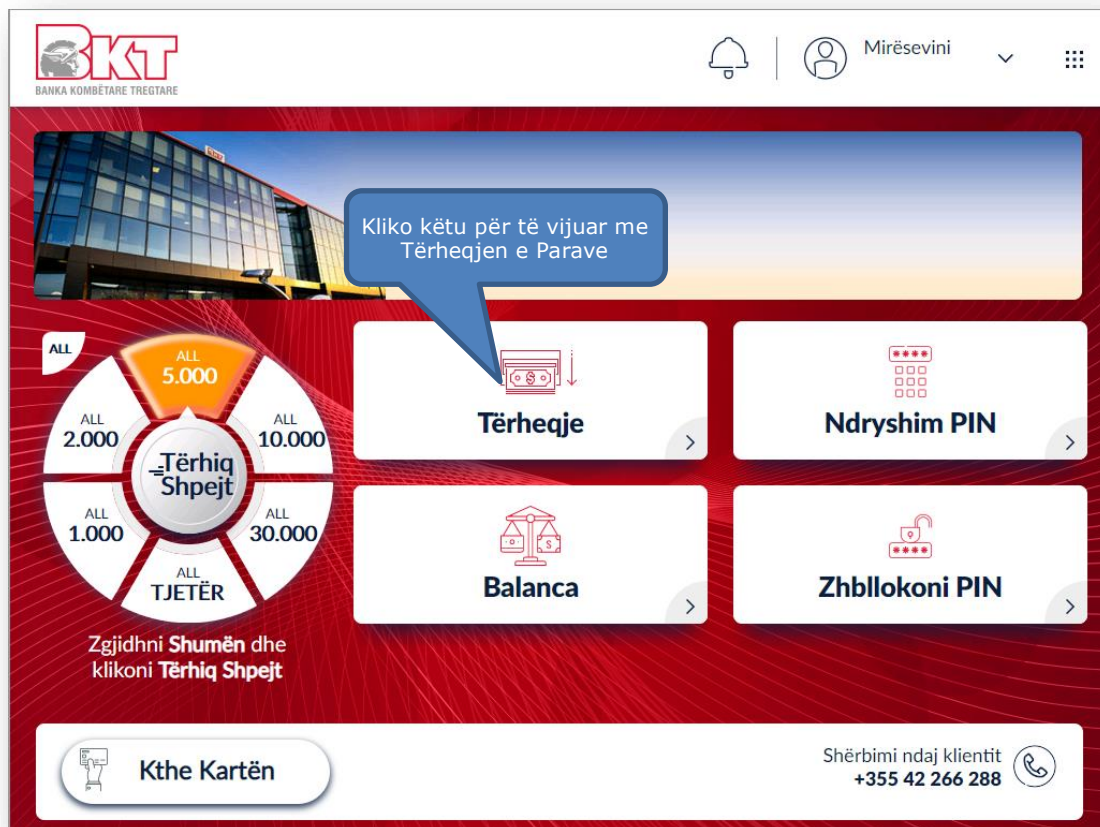 BKT
BANKA KOMBËTARE TREGTARE
Mirësevini
BKT
Kliko këtu për të vijuar me
Tërheqjen e Parave
ALL
ALL
5.000
ALL
2.000
ALL
10.000
Tërhiq
Shpejt
ALL
1.000
ALL
30.000
ALL
TJETËR
Zgjidhni Shumën dhe
klikoni Tërhiq Shpejt
$
Tërheqje
****
Ndryshim PIN
$
Balanca
****
Zhbllokoni PIN
Kthe Kartën
Shërbimi ndaj klientit
+355 42 266 288